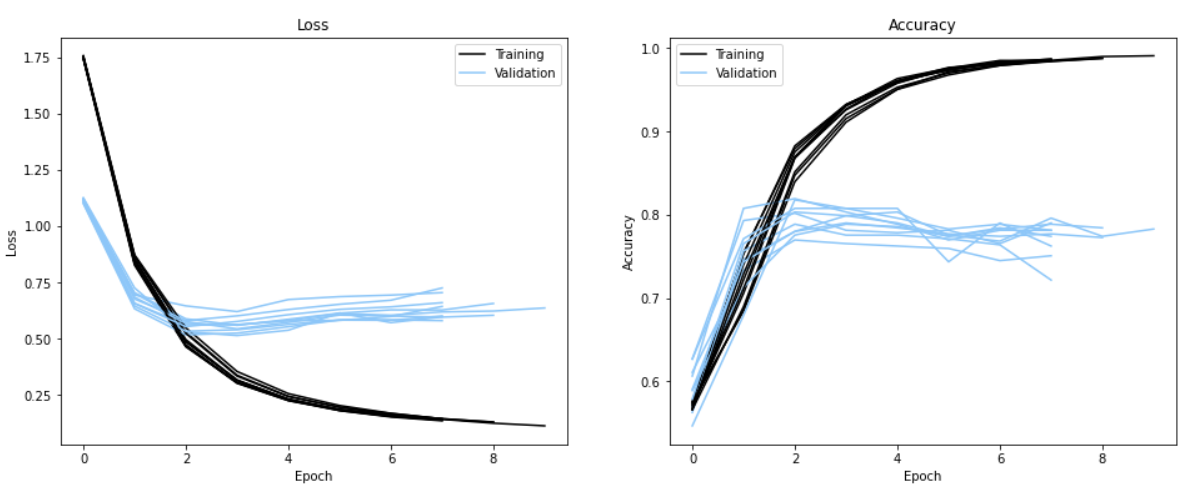 Loss
Training
Validation
1.75
1.50
1.25
1.00
0.75
0.50
0.25
Loss
0 2 4 6 8
Epoch
Accuracy
Training
Validation
1.0
0.9
0.8
0.7
0.6
Accuracy
0 2 4 6 8
Epoch